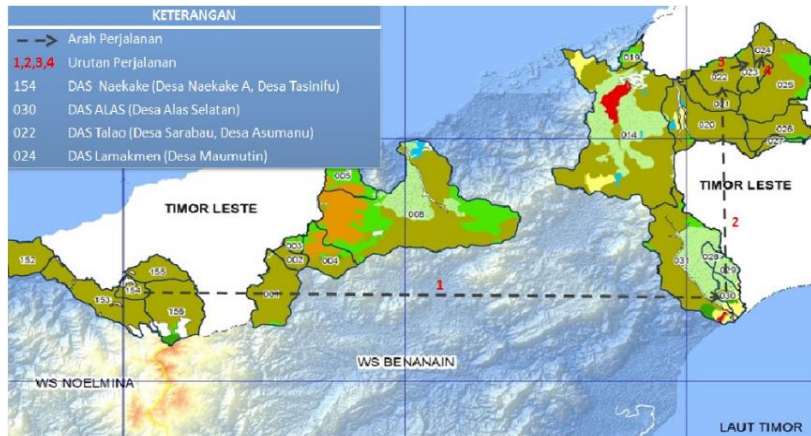 KETERANGAN
Arah Perjalanan
1,2,3,4 Urutan Perjalanan
154 DAS Naekake (Desa Naekake A, Desa Tasinifu)
030 DAS ALAS (Desa Alas Selatan)
022 DAS Talao (Desa Sarabau, Desa Asumanu)
024 DAS Lamakmen (Desa Maumutin)
019
024
3
4
022
023
025
021
014
020
026
027
005
TIMOR LESTE
TIMOR LESTE
006
2
152
003
155
002
004
031
028
029
154
001
1
030
153
156
WS BENANAIN
WS NOELMINA
LAUT TIMOR